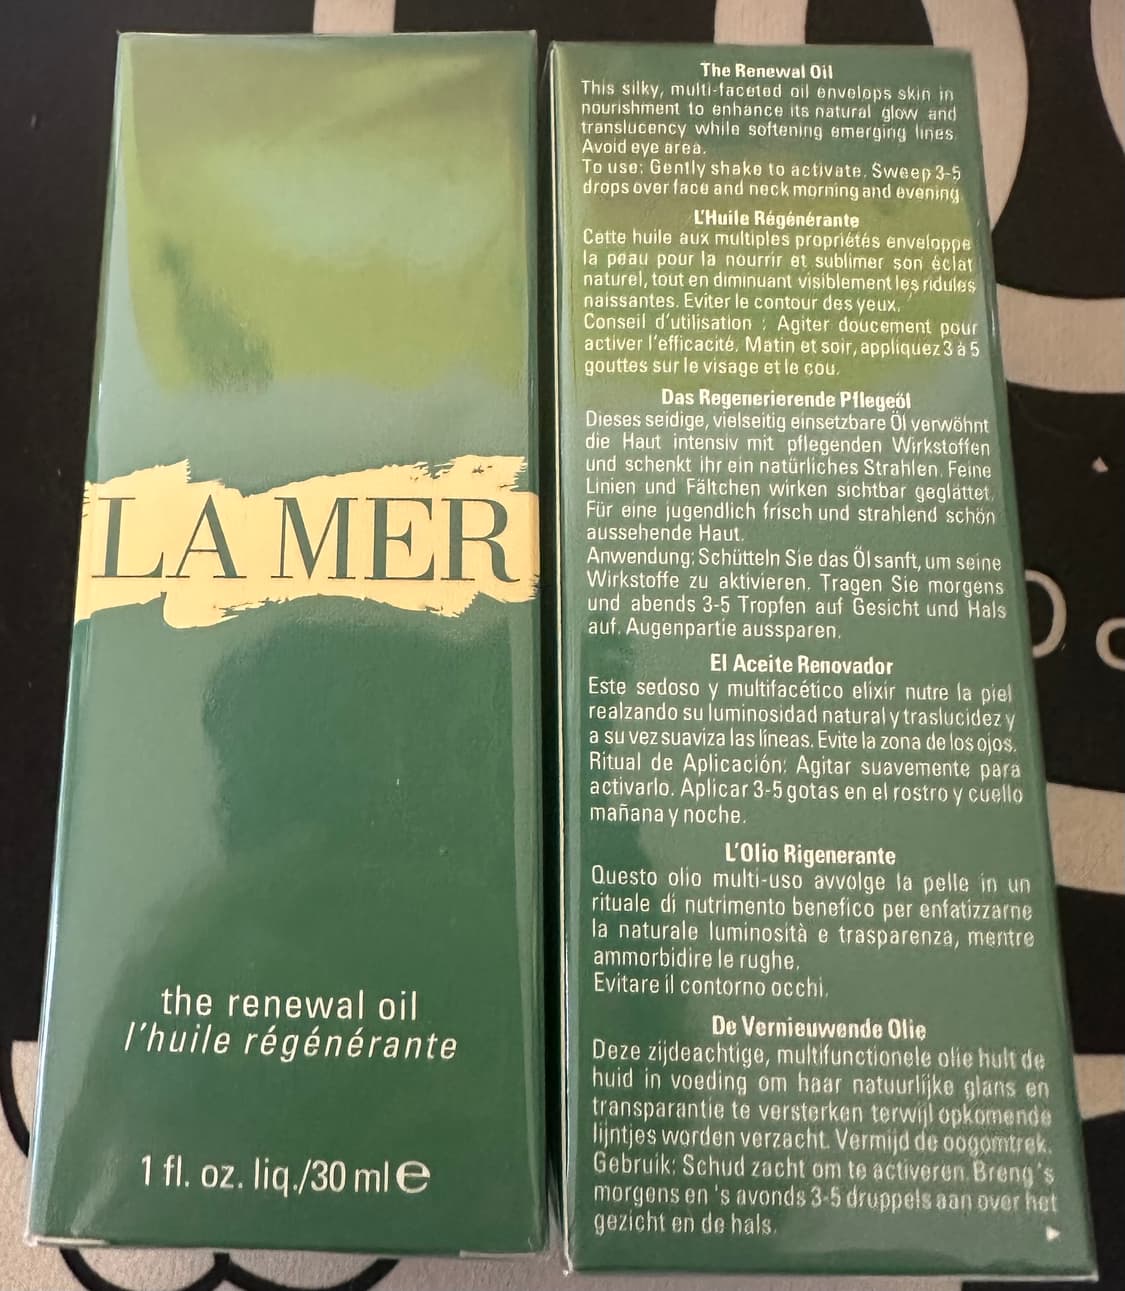 LA MER
the renewal oil
l'huile régénérante
1 fl. oz. liq./30 ml ℮
The Renewal Oil
This silky, multi-faceted oil envelops skin in
nourishment to enhance its natural glow and
translucency while softening emerging lines.
Avoid eye area.
To use: Gently shake to activate. Sweep 3-5
drops over face and neck morning and evening.
L'Huile Régénérante
Cette huile aux multiples propriétés enveloppe
la peau pour la nourrir et sublimer son éclat
naturel, tout en diminuant visiblement les ridules
naissantes. Eviter le contour des yeux.
Conseil d'utilisation : Agiter doucement pour
activer l'efficacité. Matin et soir, appliquez 3 à 5
gouttes sur le visage et le cou.
Das Regenerierende Pflegeöl
Dieses seidige, vielseitig einsetzbare Öl verwöhnt
die Haut intensiv mit pflegenden Wirkstoffen
und schenkt ihr ein natürliches Strahlen. Feine
Linien und Fältchen wirken sichtbar geglättet.
Für eine jugendlich frisch und strahlend schön
aussehende Haut.
Anwendung: Schütteln Sie das Öl sanft, um seine
Wirkstoffe zu aktivieren. Tragen Sie morgens
und abends 3-5 Tropfen auf Gesicht und Hals
auf. Augenpartie aussparen.
El Aceite Renovador
Este sedoso y multifacético elixir nutre la piel
realzando su luminosidad natural y traslucidez y
a su vez suaviza las líneas. Evite la zona de los ojos.
Ritual de Aplicación: Agitar suavemente para
activarlo. Aplicar 3-5 gotas en el rostro y cuello
mañana y noche.
L'Olio Rigenerante
Questo olio multi-uso avvolge la pelle in un
rituale di nutrimento benefico per enfatizzarne
la naturale luminosità e trasparenza, mentre
ammorbidire le rughe.
Evitare il contorno occhi.
De Vernieuwende Olie
Deze zijdeachtige, multifunctionele olie hult de
huid in voeding om haar natuurlijke glans en
transparantie te versterken terwijl opkomende
lijntjes worden verzacht. Vermijd de oogomtrek.
Gebruik: Schud zacht om te activeren. Breng 's
morgens en 's avonds 3-5 druppels aan over het
gezicht en de hals.